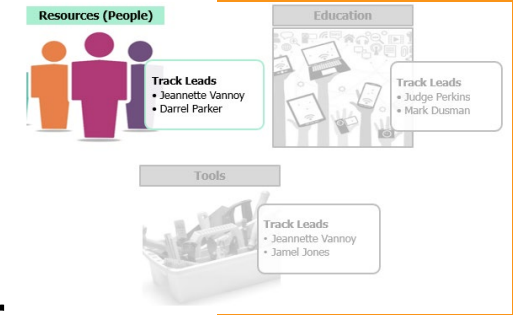 Resources (People)
Track Leads
• Jeannette Vannoy
• Darrel Parker
Education
Track Leads
• Judge Perkins
• Mark Dusman
Tools
Track Leads
• Jeannette Vannoy
• Jamel Jones